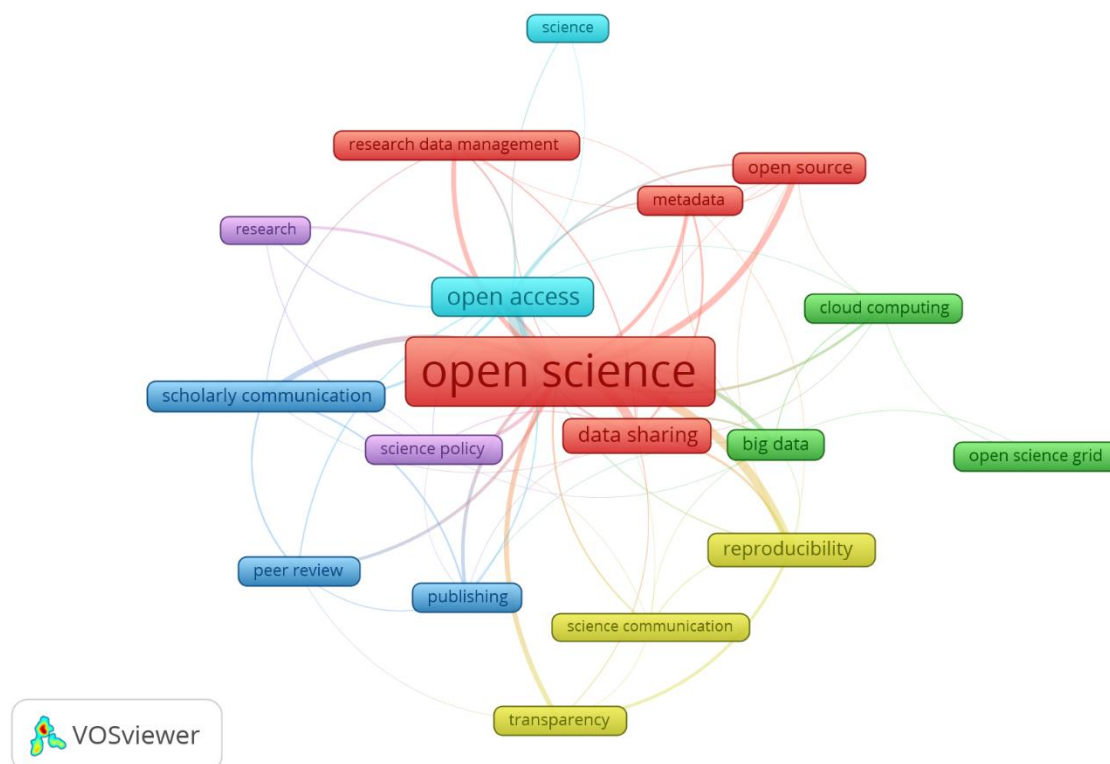 science
research data management
open source
metadata
research
open access
cloud computing
open science
scholarly communication
data sharing
science policy
big data
open science grid
reproducibility
peer review
publishing
science communication
transparency
VOSviewer